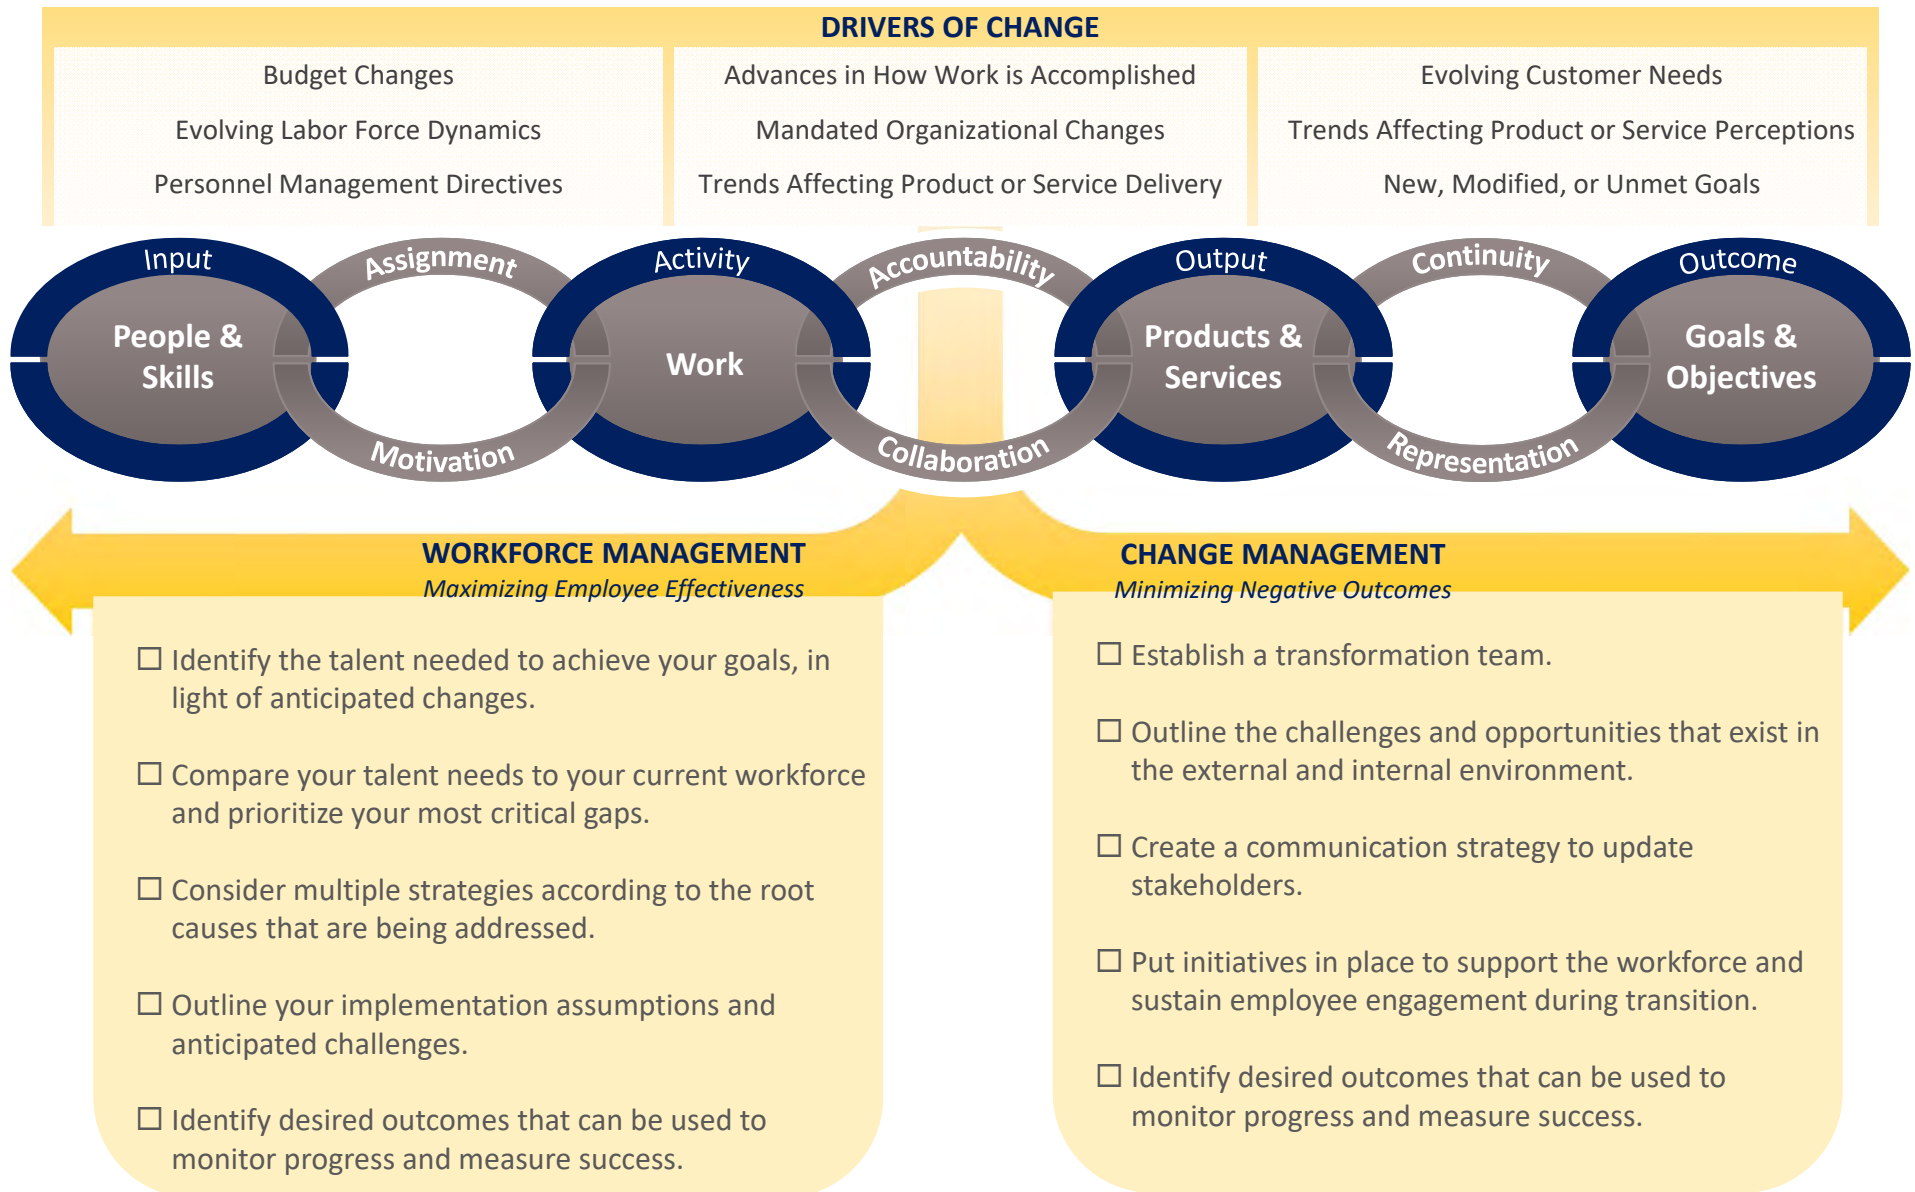 DRIVERS OF CHANGE
Budget Changes
Evolving Labor Force Dynamics
Personnel Management Directives
Advances in How Work is Accomplished
Mandated Organizational Changes
Trends Affecting Product or Service Delivery
Evolving Customer Needs
Trends Affecting Product or Service Perceptions
New, Modified, or Unmet Goals
Input
People &
Skills
Assignment
Motivation
Activity
Work
Accountability
Collaboration
Output
Products &
Services
Continuity
Representation
Outcome
Goals &
Objectives
WORKFORCE MANAGEMENT
Maximizing Employee Effectiveness
☐ Identify the talent needed to achieve your goals, in
light of anticipated changes.
☐ Compare your talent needs to your current workforce
and prioritize your most critical gaps.
☐ Consider multiple strategies according to the root
causes that are being addressed.
☐ Outline your implementation assumptions and
anticipated challenges.
☐ Identify desired outcomes that can be used to
monitor progress and measure success.
CHANGE MANAGEMENT
Minimizing Negative Outcomes
☐ Establish a transformation team.
☐ Outline the challenges and opportunities that exist in
the external and internal environment.
☐ Create a communication strategy to update
stakeholders.
☐ Put initiatives in place to support the workforce and
sustain employee engagement during transition.
☐ Identify desired outcomes that can be used to
monitor progress and measure success.